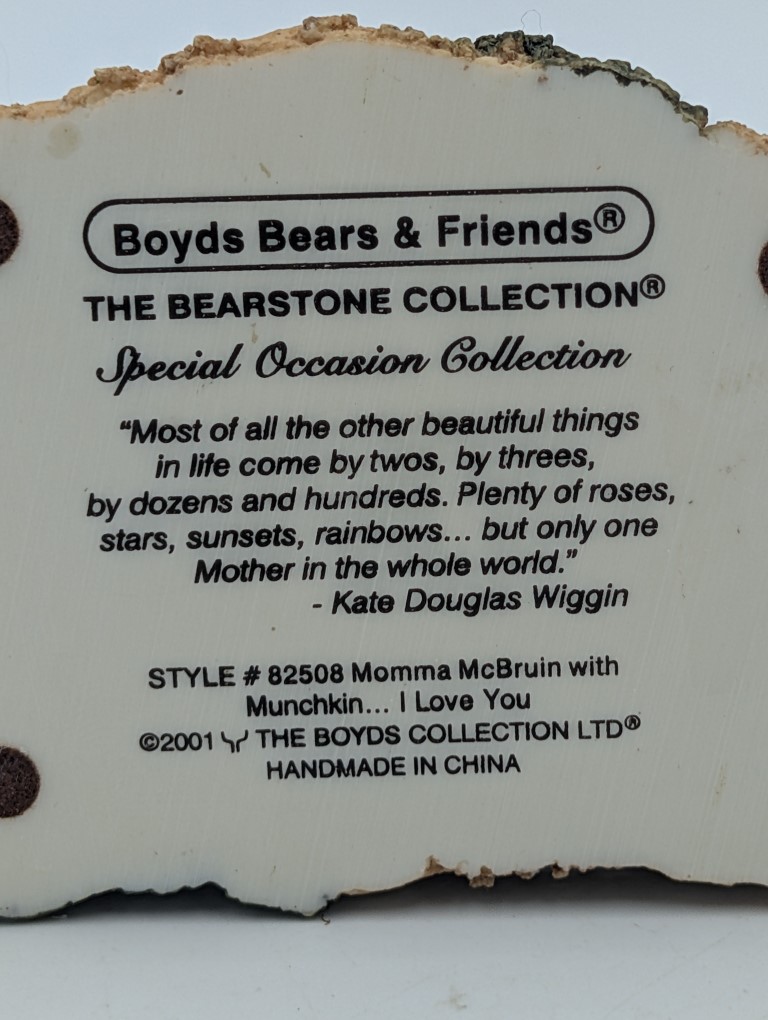 Boyds Bears & Friends®
THE BEARSTONE COLLECTION®
Special Occasion Collection
“Most of all the other beautiful things
in life come by twos, by threes,
by dozens and hundreds. Plenty of roses,
stars, sunsets, rainbows... but only one
Mother in the whole world.”
- Kate Douglas Wiggin
STYLE # 82508 Momma McBruin with
Munchkin... I Love You
©2001 THE BOYDS COLLECTION LTD®
HANDMADE IN CHINA